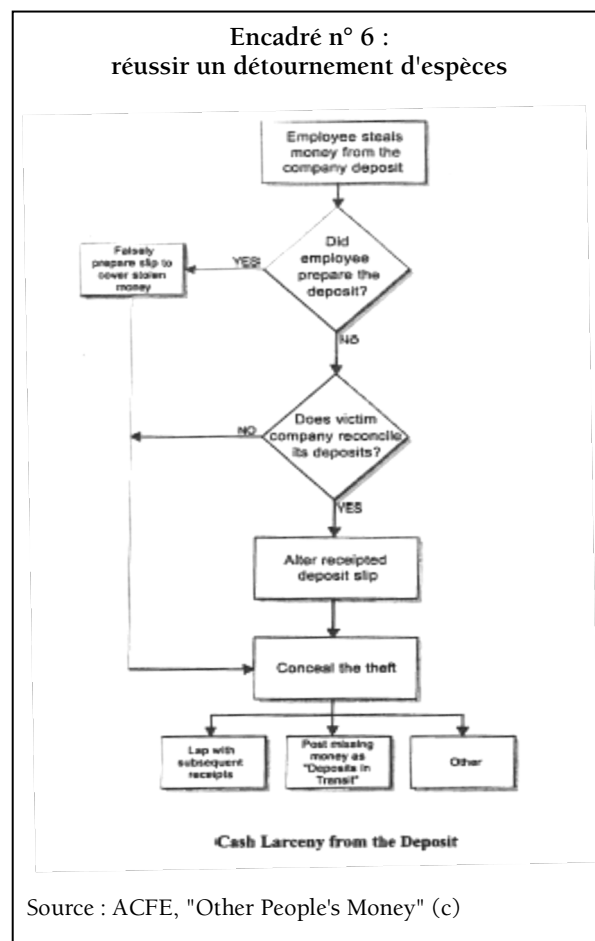 Encadré n° 6 :
réussir un détournement d'espèces
Employee steals
money from the
company deposit
Did
employee
prepare the
deposit?
YES
Falsely
prepare slip to
cover stolen
money
NO
Does victim
company reconcile
its deposits?
NO
YES
Alter receipted
deposit slip
Conceal the theft
Lap with
subsequent
receipts
Post missing
money as
"Deposits in
Transit"
Other
Cash Larceny from the Deposit
Source : ACFE, "Other People's Money" (c)